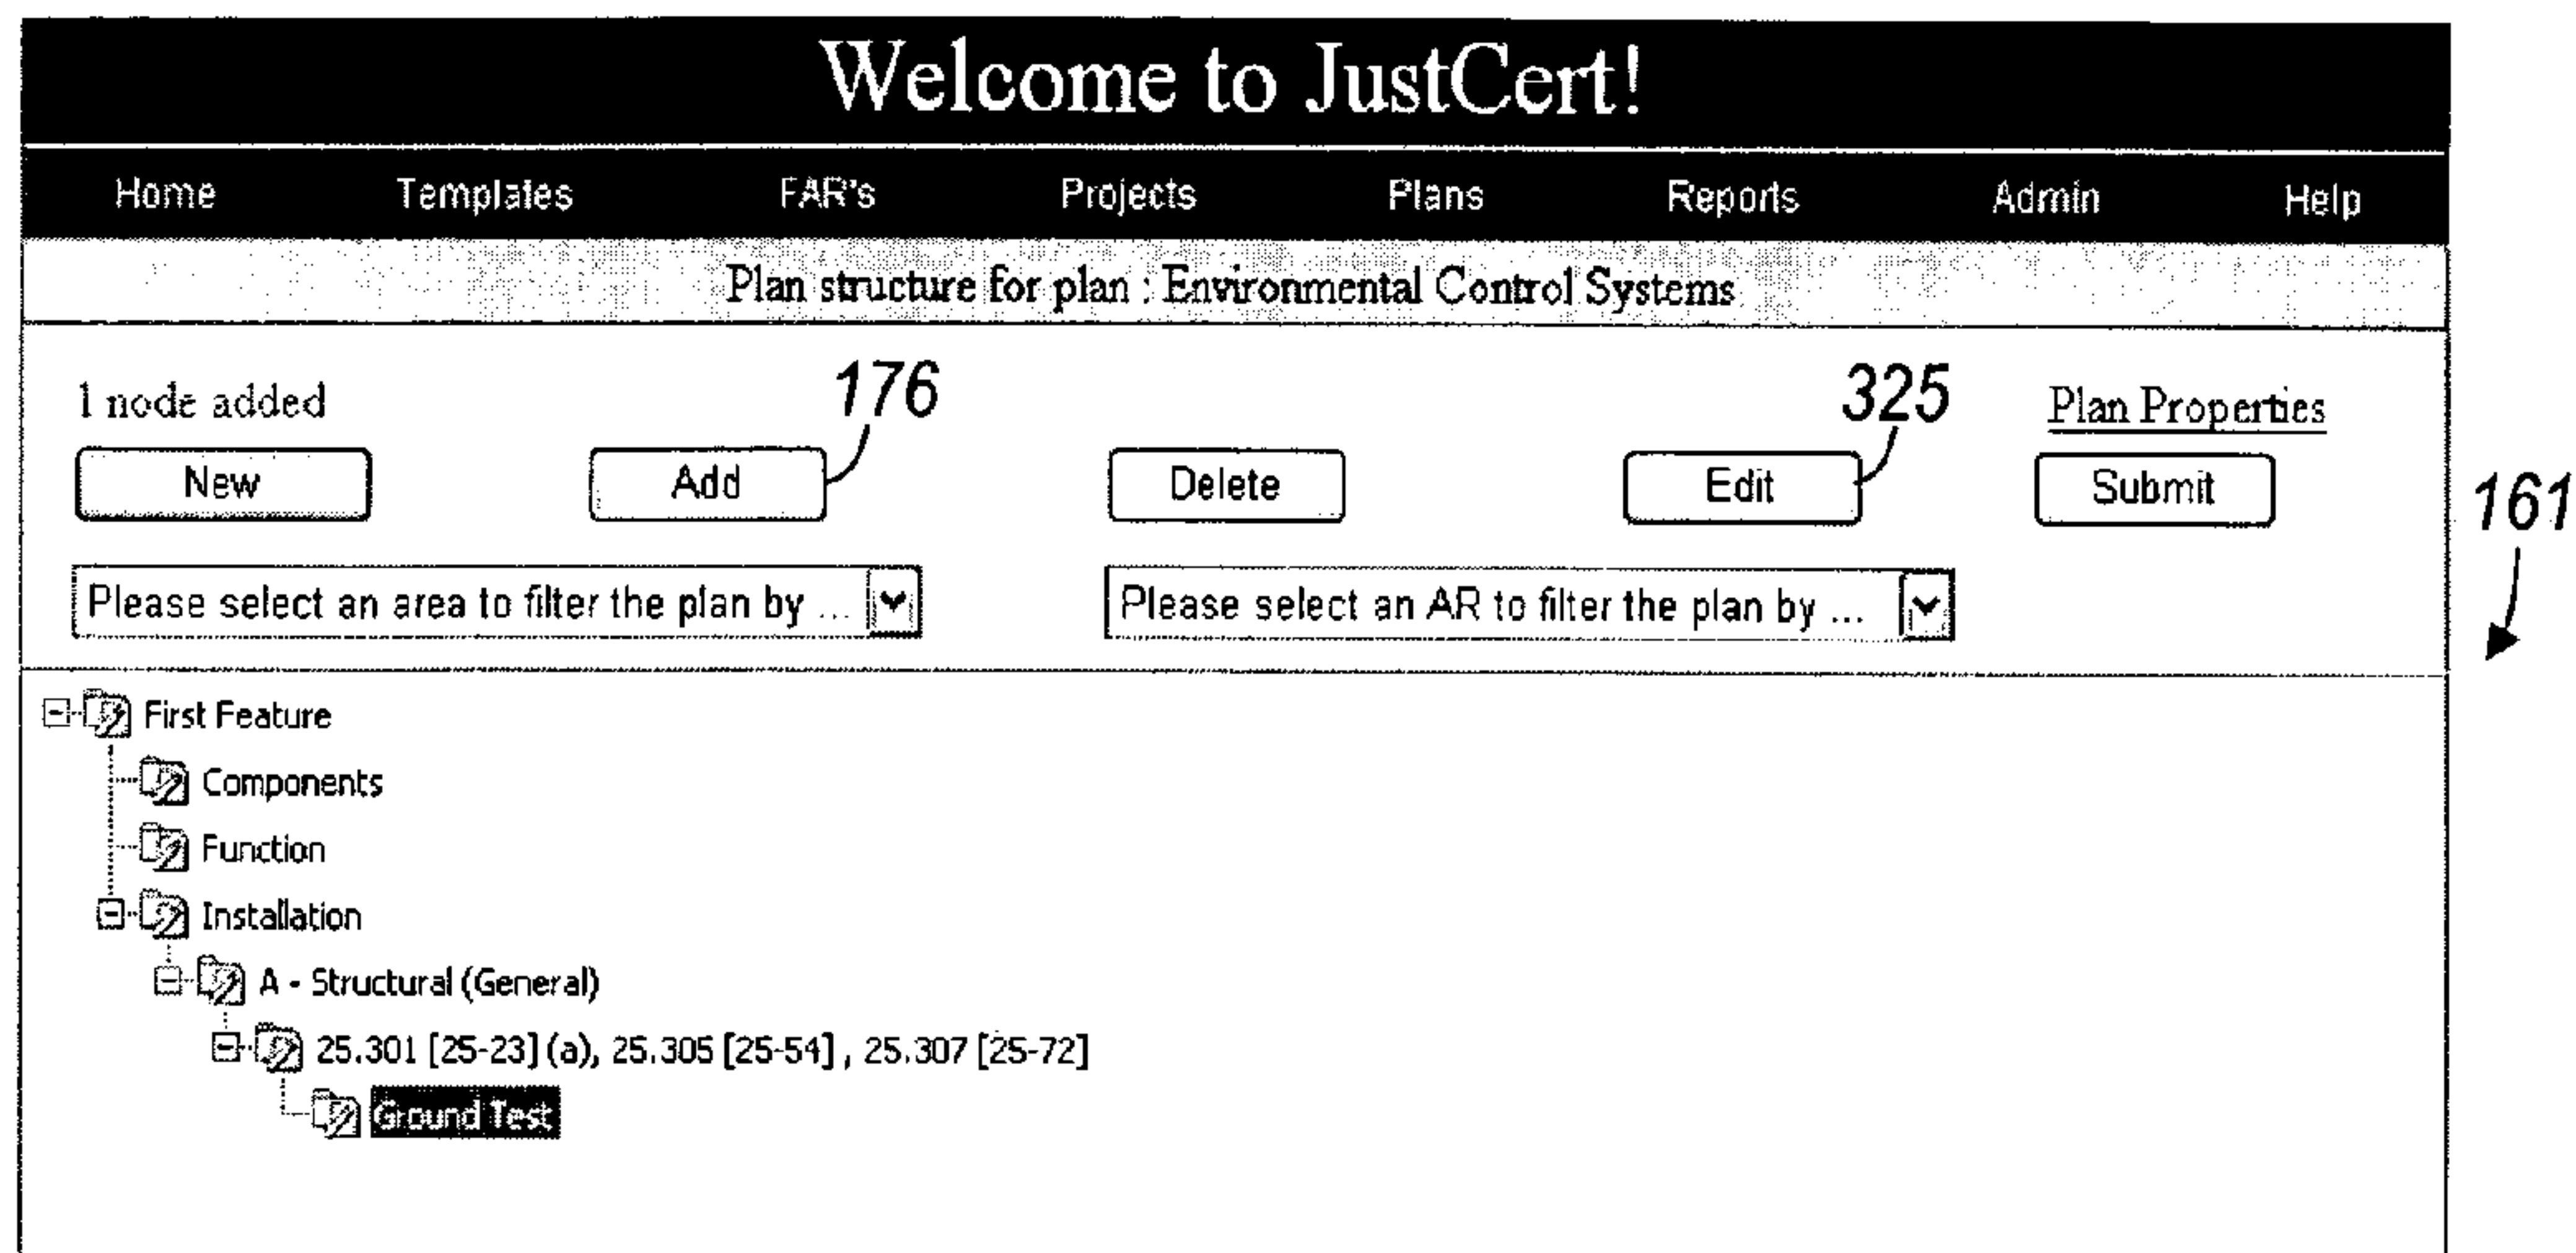 Welcome to JustCert!
Home Templates FAR's Projects Plans Reports Admin Help
Plan structure for plan : Environmental Control Systems
1 node added 176 325 Plan Properties
New Add Delete Edit Submit 161
Please select an area to filter the plan by ... Please select an AR to filter the plan by ...
First Feature
Components
Function
Installation
A - Structural (General)
25.301 [25-23] (a), 25.305 [25-54] , 25.307 [25-72]
Ground Test